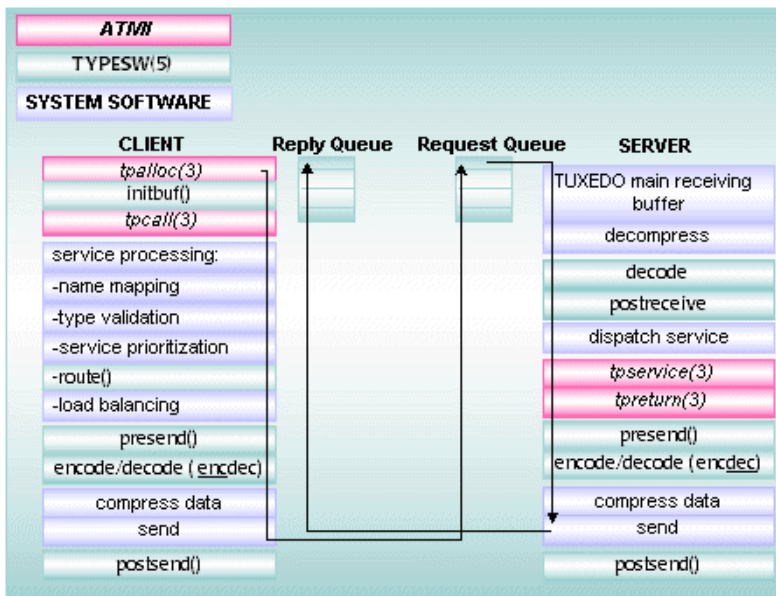 ATMI
TYPESW(5)
SYSTEM SOFTWARE
CLIENT
Reply Queue
Request Queue
SERVER
tpalloc(3)
initbuf()
tpcall(3)
service processing:
-name mapping
-type validation
-service prioritization
-route()
-load balancing
presend()
encode/decode (encdec)
compress data
send
postsend()
TUXEDO main receiving
buffer
decompress
decode
postreceive
dispatch service
tpservice(3)
tpreturn(3)
presend()
encode/decode (encdec)
compress data
send
postsend()